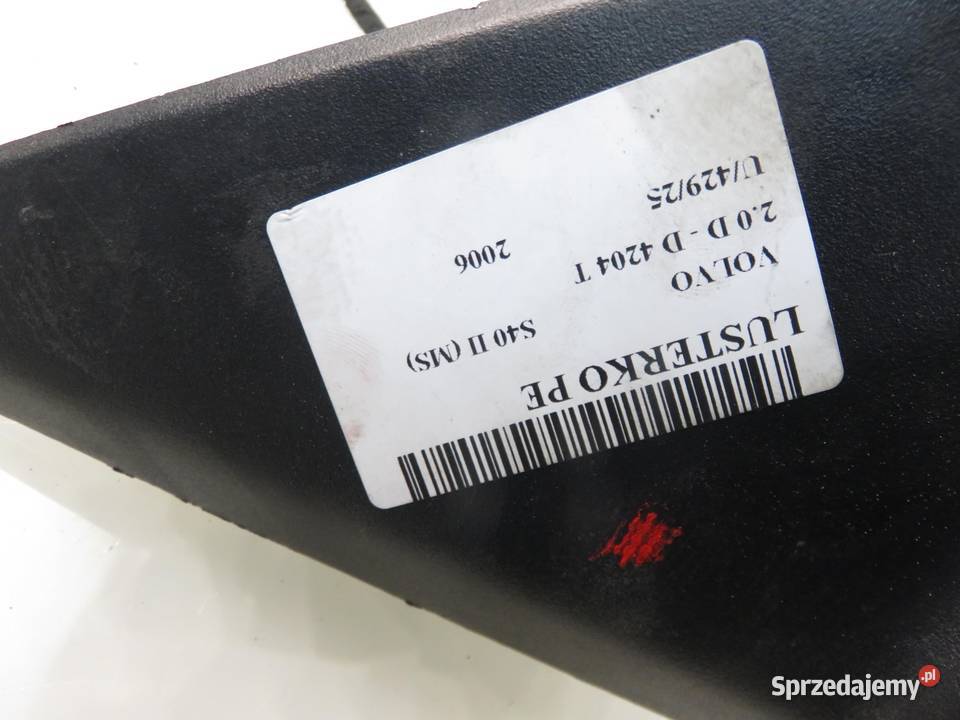 LUSTERKO PE
VOLVO S40 II (MS)
2.0 D - D 4204 T 2006
U/429/25
Sprzedajemy.pl